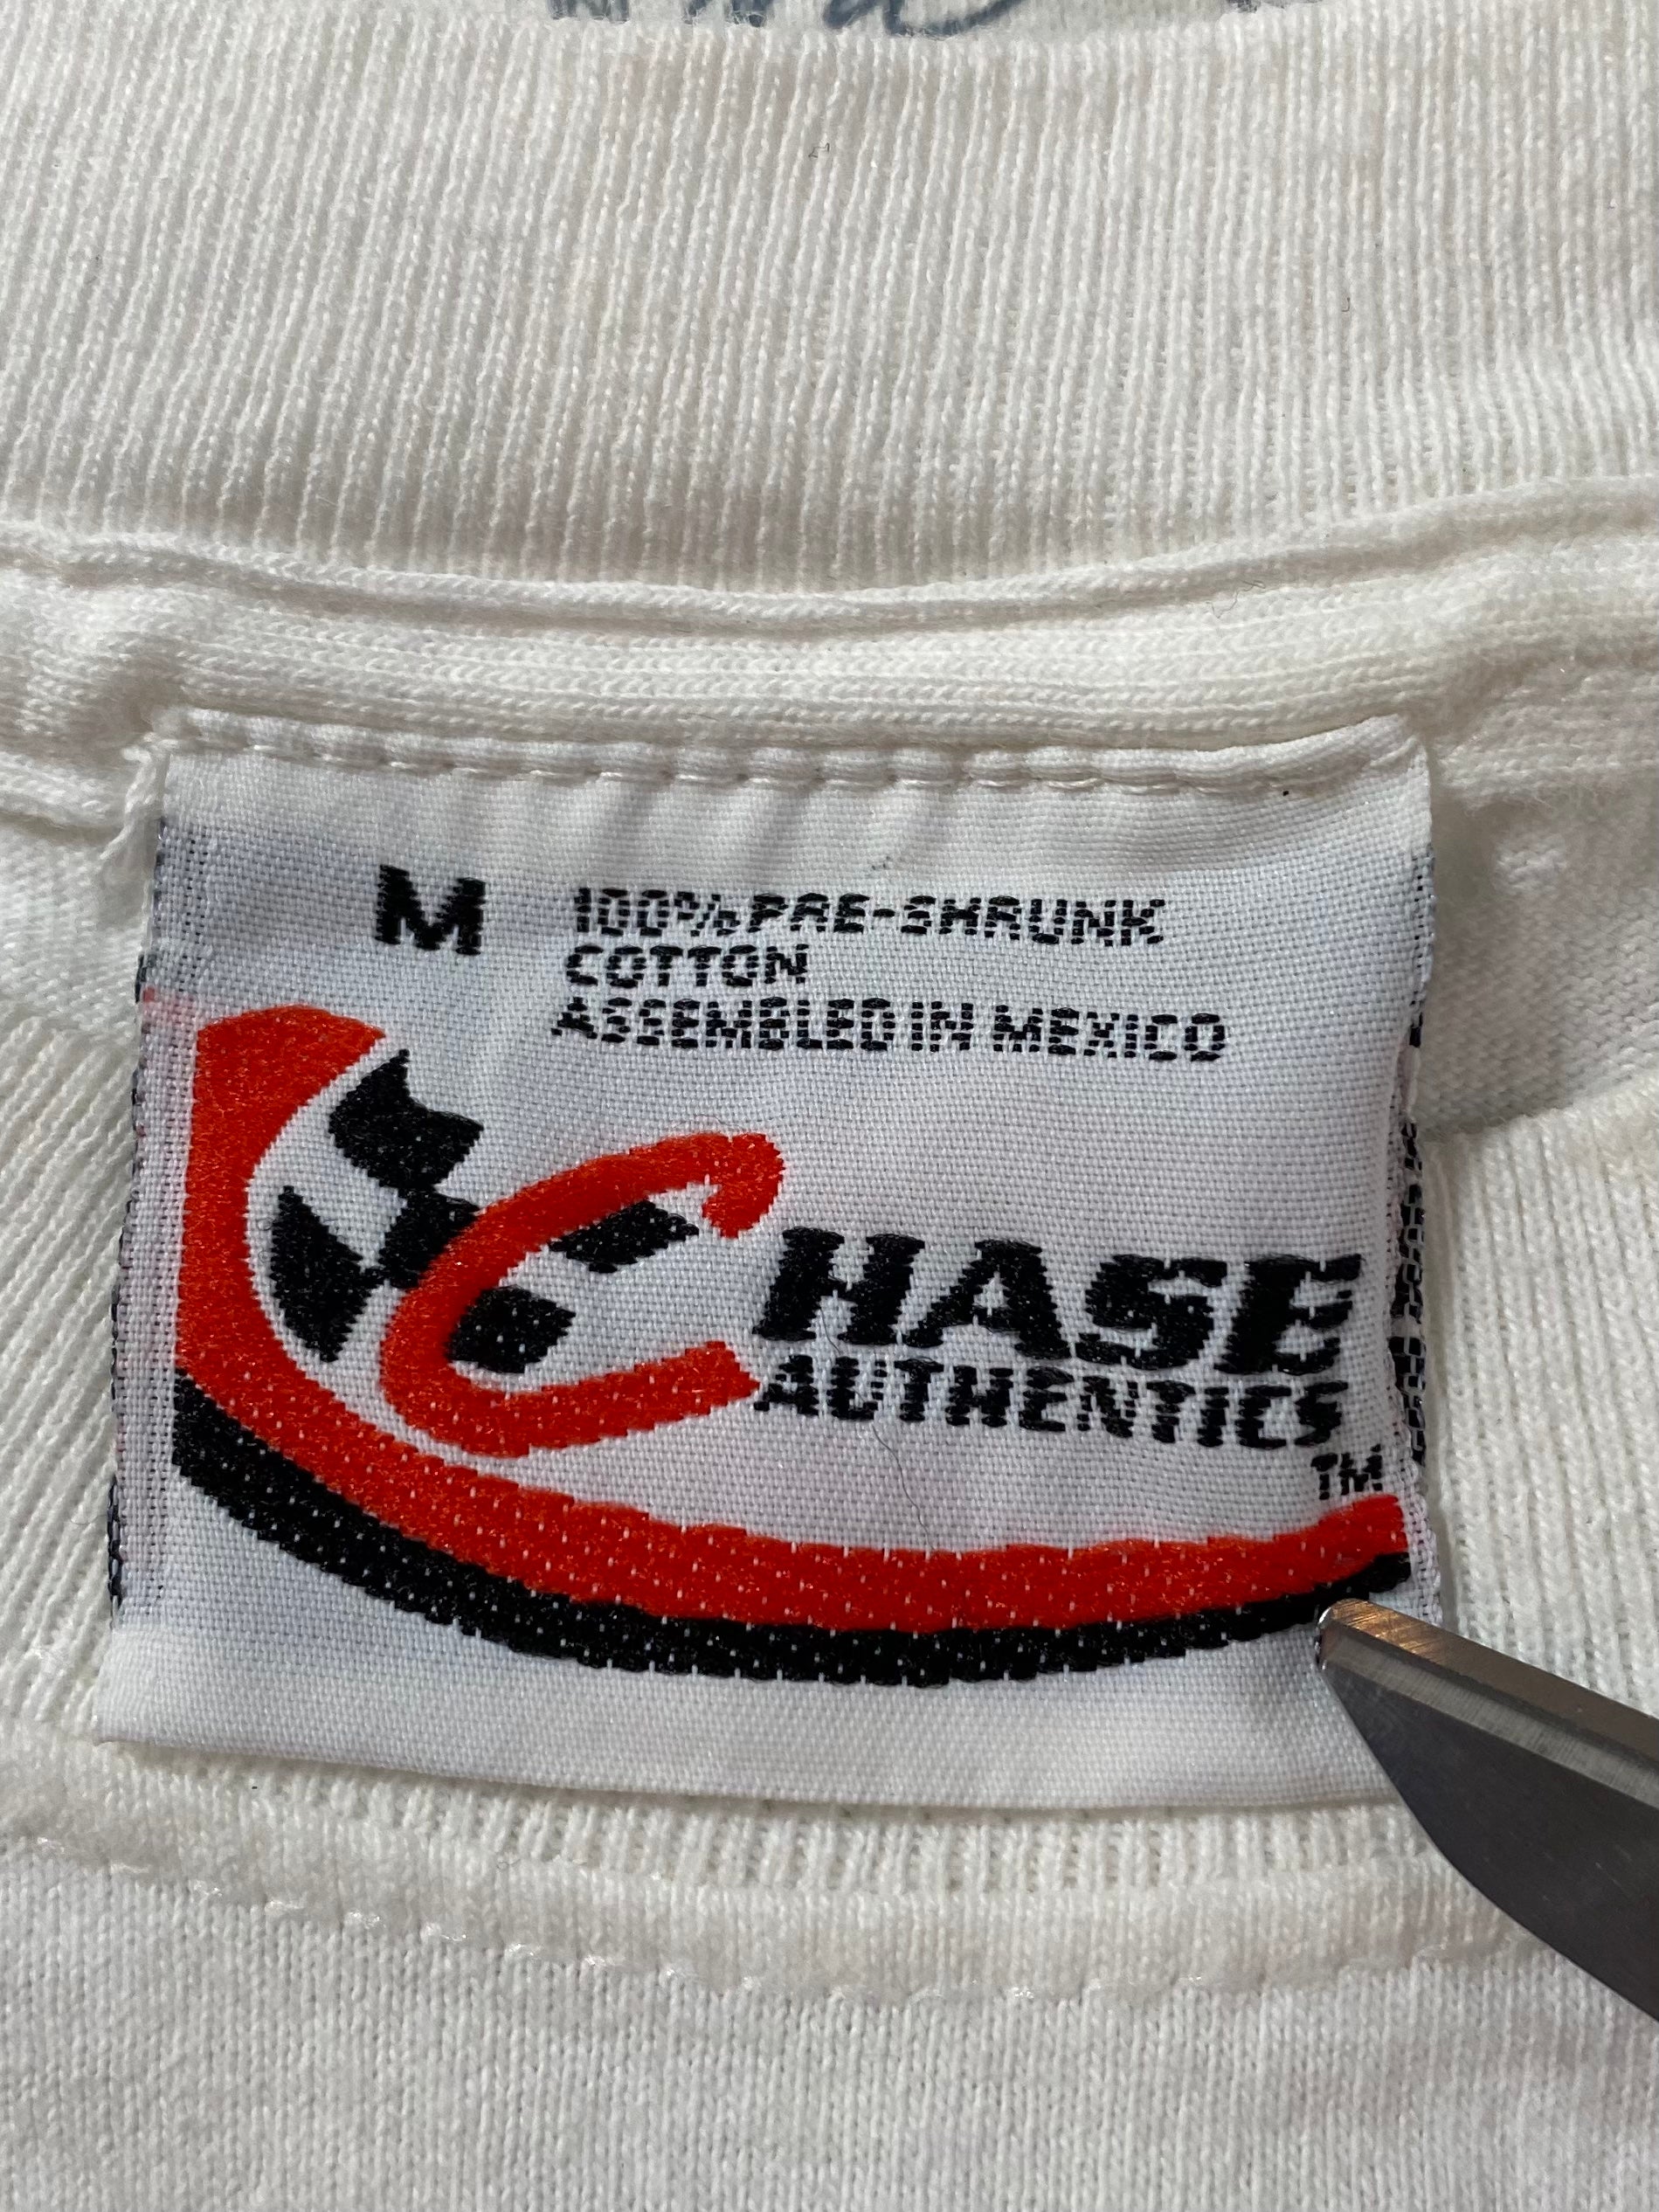 M
100% PRE-SHRUNK
COTTON
ASSEMBLED IN MEXICO
CHASE
AUTHENTICS
TM